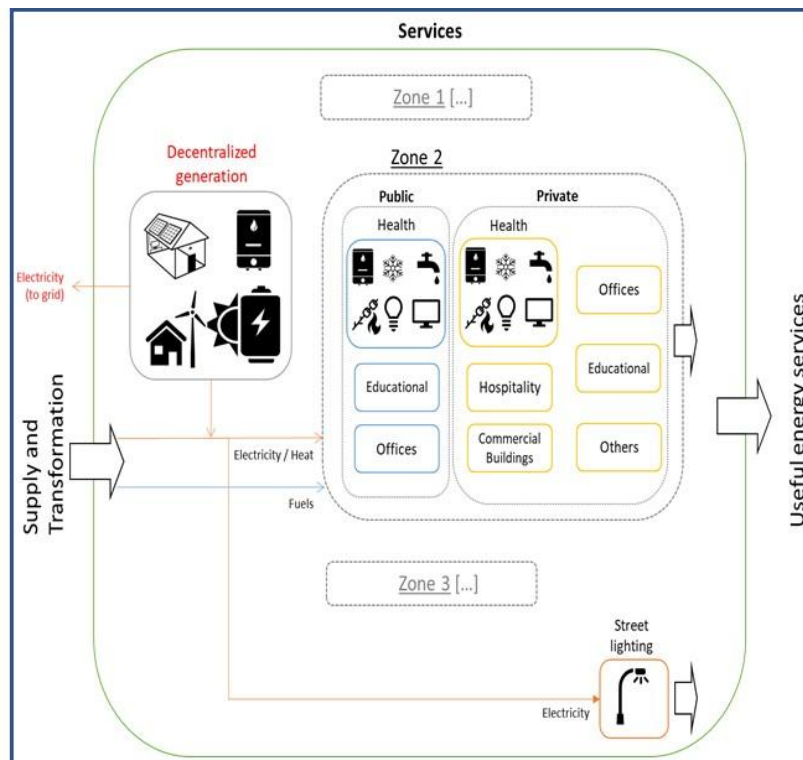 Services
Zone 1 [...]
Decentralized
generation
Zone 2
Public
Private
Health
Health
Electricity
(to grid)
Offices
Educational
Hospitality
Educational
Supply and
Transformation
Electricity / Heat
Offices
Commercial
Buildings
Others
Useful energy services
Fuels
Zone 3 [...]
Street
lighting
Electricity